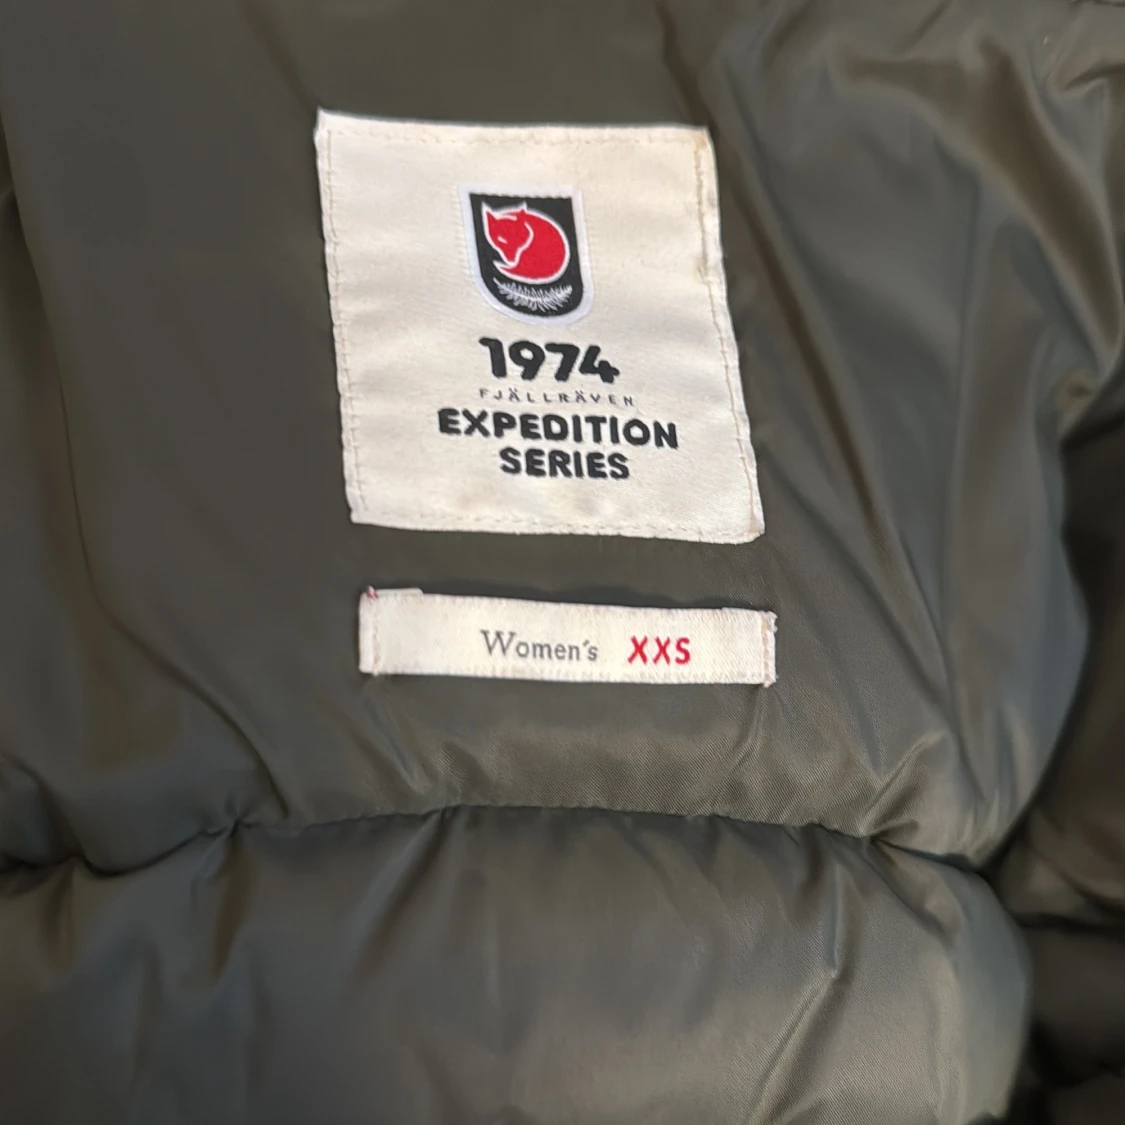 1974
FJÄLLRÄVEN
EXPEDITION
SERIES
Women's XXS